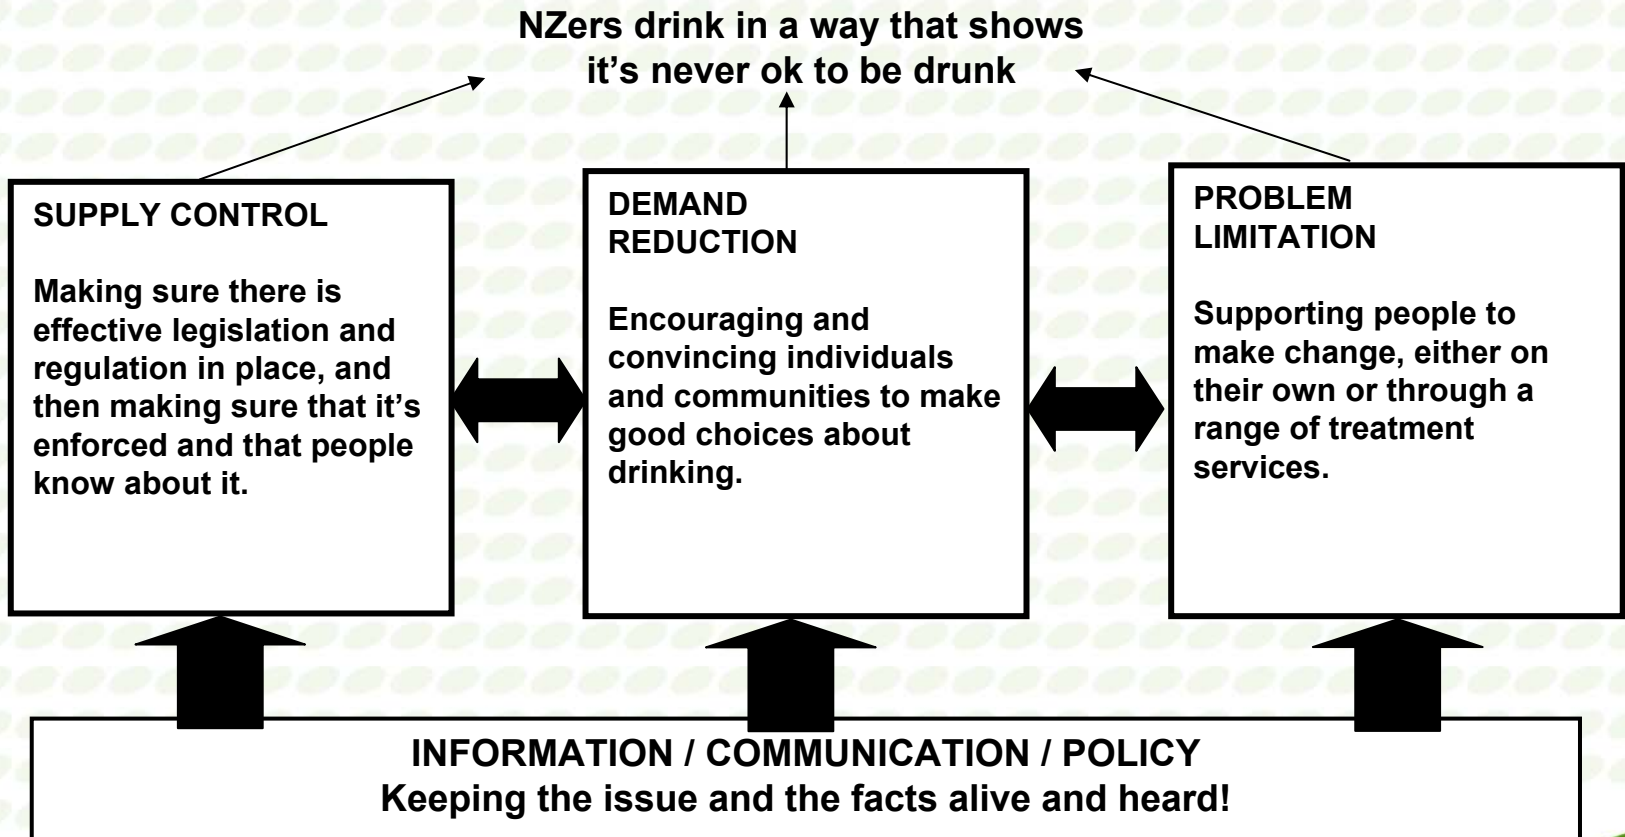 NZers drink in a way that shows
it's never ok to be drunk
SUPPLY CONTROL
Making sure there is
effective legislation and
regulation in place, and
then making sure that it's
enforced and that people
know about it.
DEMAND
REDUCTION
Encouraging and
convincing individuals
and communities to make
good choices about
drinking.
PROBLEM
LIMITATION
Supporting people to
make change, either on
their own or through a
range of treatment
services.
INFORMATION / COMMUNICATION / POLICY
Keeping the issue and the facts alive and heard!